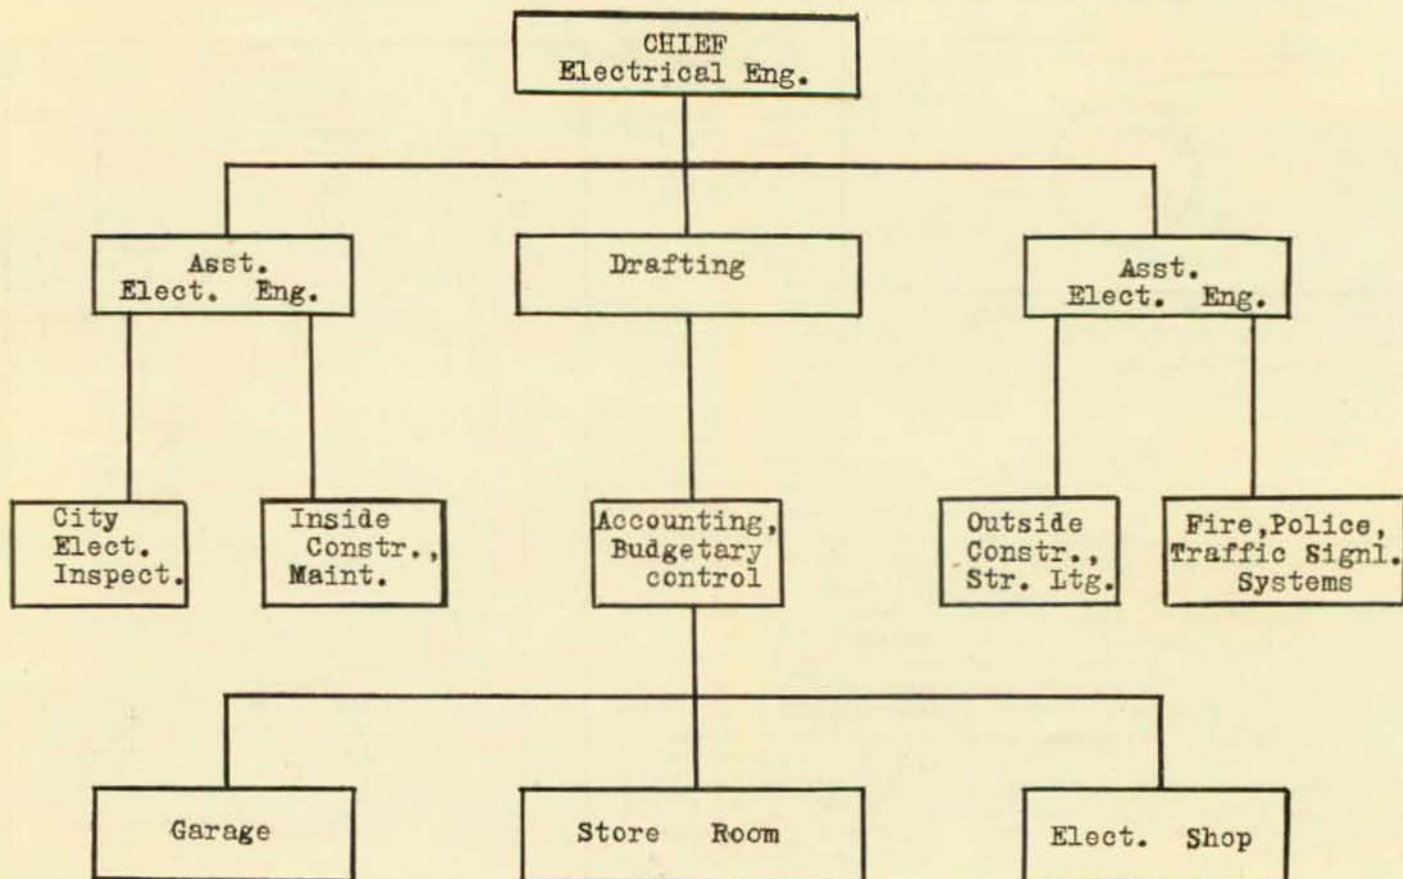 CHIEF
Electrical Eng.
Asst.
Elect. Eng.
Drafting
Asst.
Elect. Eng.
City
Elect.
Inspect.
Inside
Constr.,
Maint.
Accounting,
Budgetary
control
Outside
Constr.,
Str. Ltg.
Fire,Police,
Traffic Signl.
Systems
Garage
Store Room
Elect. Shop